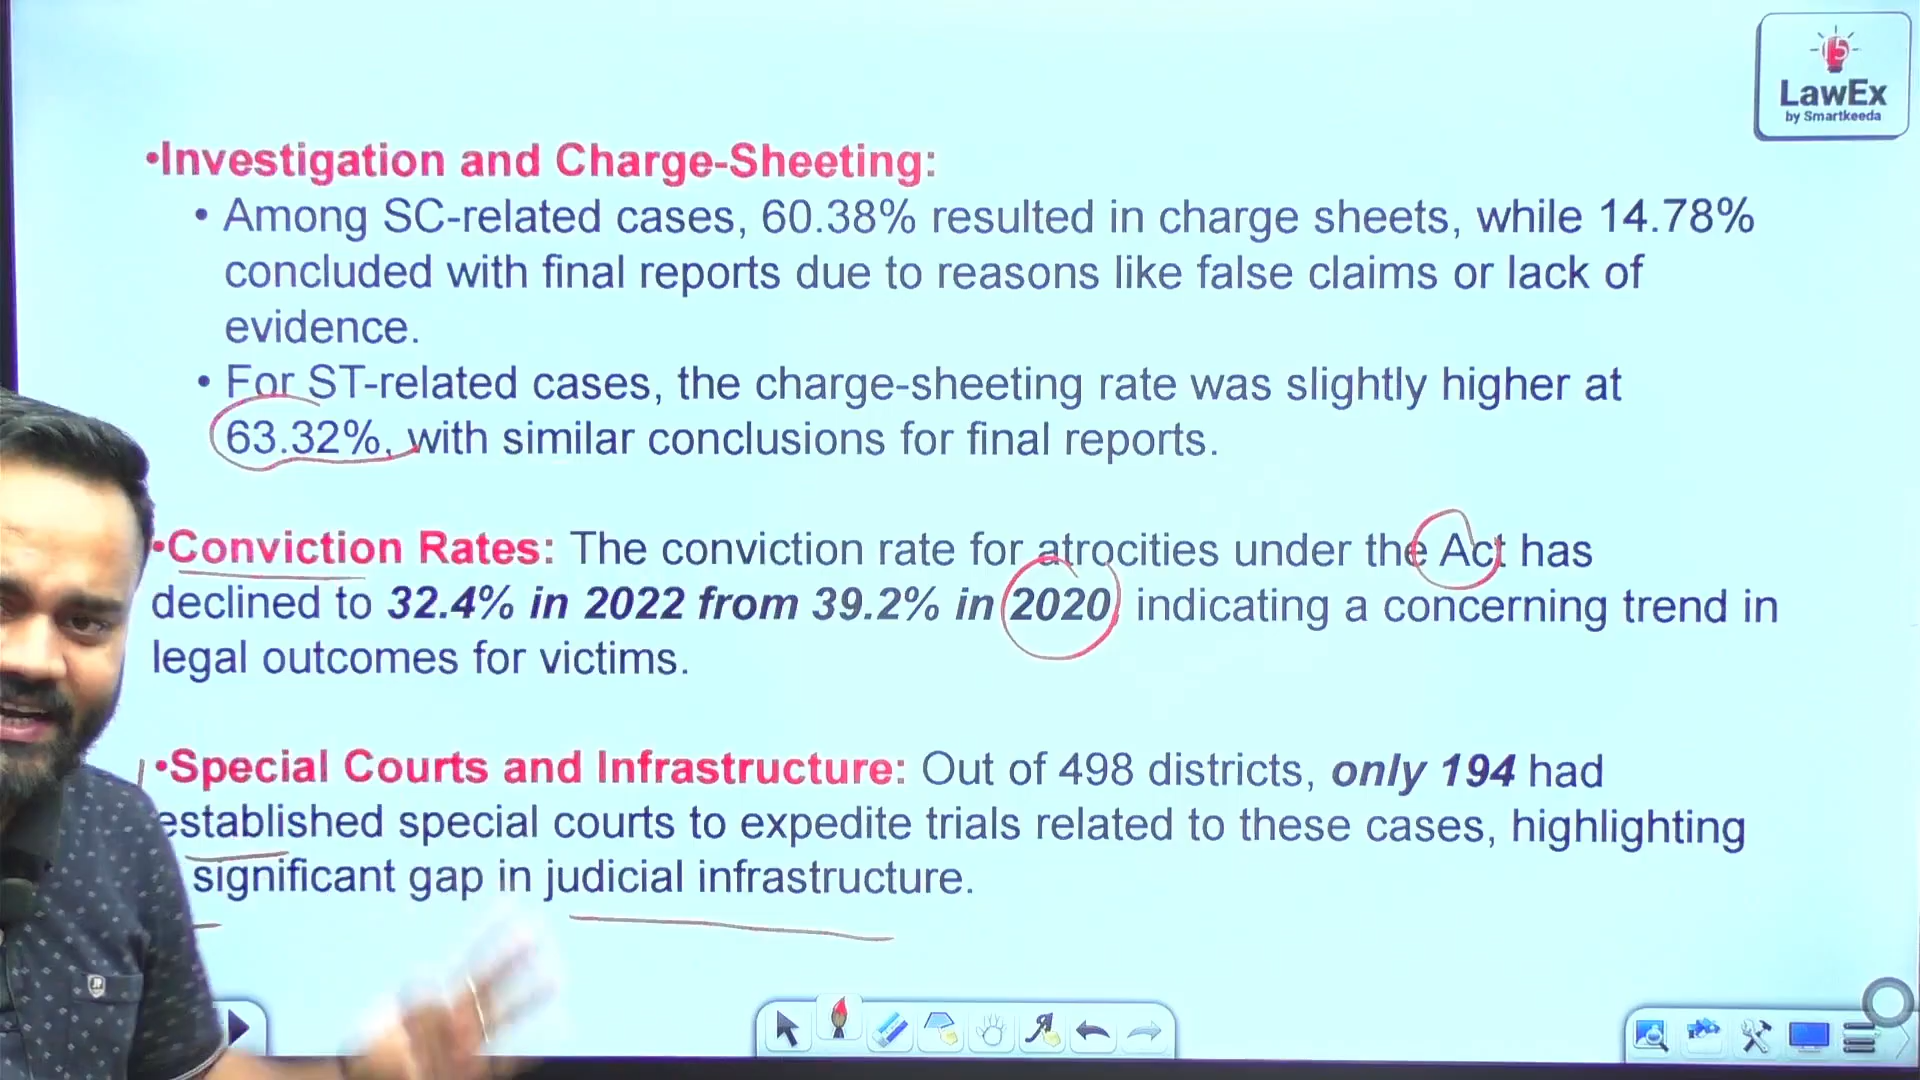 LawEx
by Smartkeeda
•Investigation and Charge-Sheeting:
• Among SC-related cases, 60.38% resulted in charge sheets, while 14.78%
concluded with final reports due to reasons like false claims or lack of
evidence.
• For ST-related cases, the charge-sheeting rate was slightly higher at
63.32%, with similar conclusions for final reports.
•Conviction Rates: The conviction rate for atrocities under the Act has
declined to 32.4% in 2022 from 39.2% in 2020, indicating a concerning trend in
legal outcomes for victims.
•Special Courts and Infrastructure: Out of 498 districts, only 194 had
established special courts to expedite trials related to these cases, highlighting
significant gap in judicial infrastructure.
JP